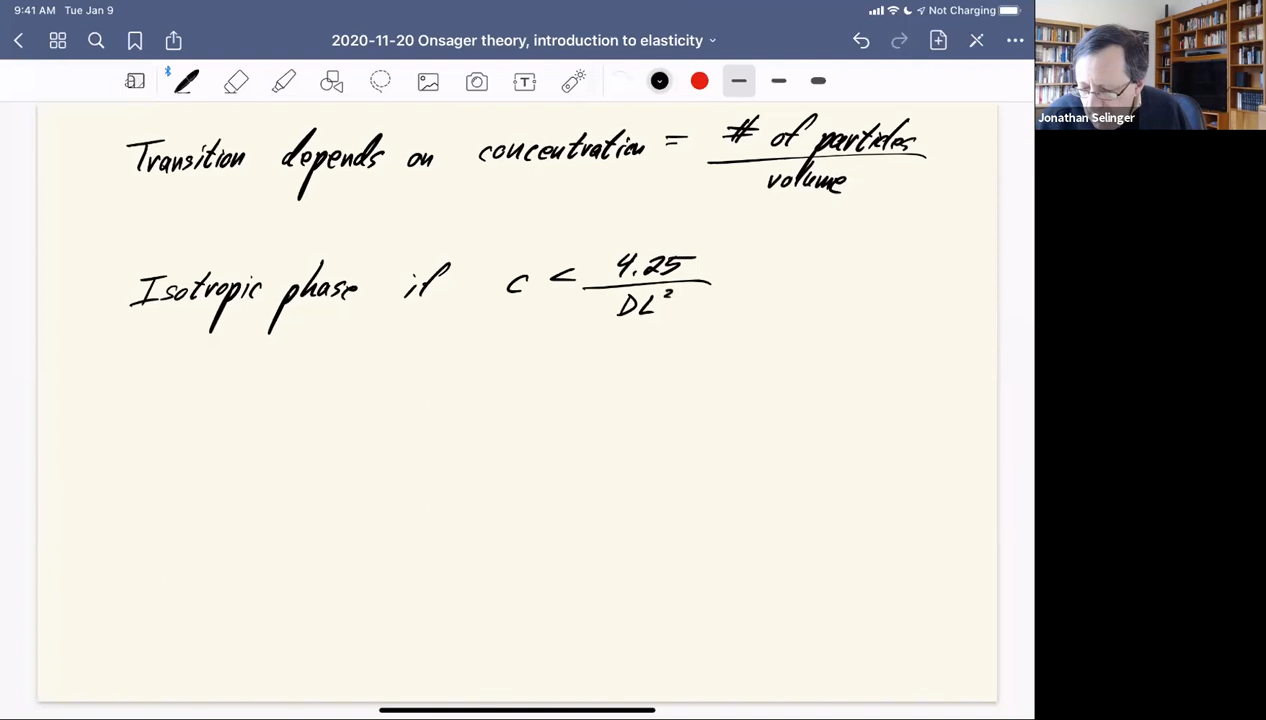 9:41 AM Tue Jan 9
Not Charging
2020-11-20 Onsager theory, introduction to elasticity
T
Jonathan Selinger
Transition depends on concentration = # of particles
volume
Isotropic phase if c < 4.25
DL²